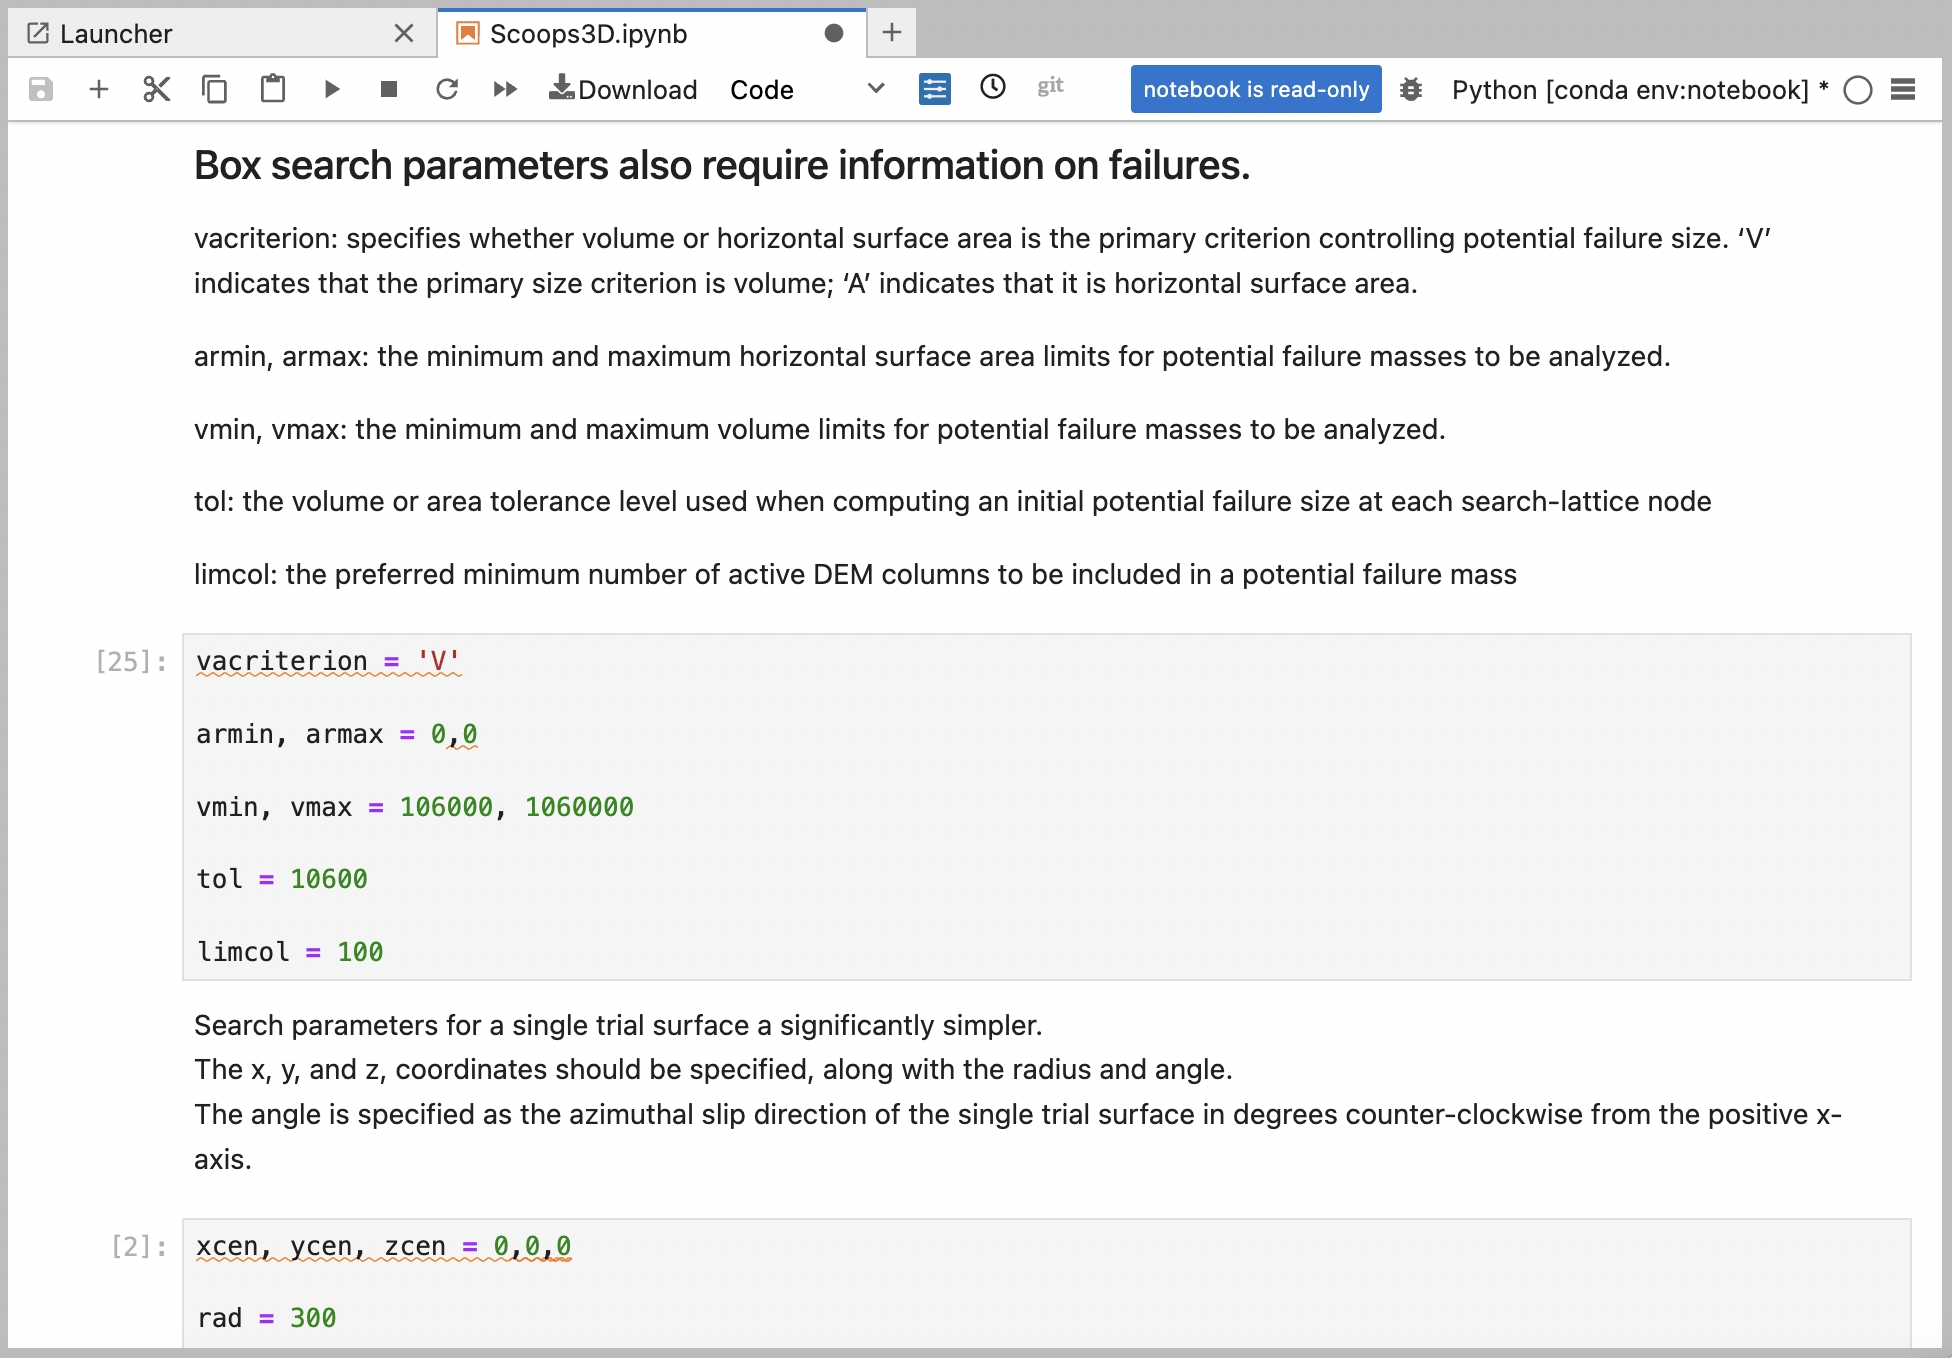 Launcher
Scoops3D.ipynb
Download Code git notebook is read-only Python [conda env:notebook] *
Box search parameters also require information on failures.
vacriterion: specifies whether volume or horizontal surface area is the primary criterion controlling potential failure size. ‘V’
indicates that the primary size criterion is volume; ‘A’ indicates that it is horizontal surface area.
armin, armax: the minimum and maximum horizontal surface area limits for potential failure masses to be analyzed.
vmin, vmax: the minimum and maximum volume limits for potential failure masses to be analyzed.
tol: the volume or area tolerance level used when computing an initial potential failure size at each search-lattice node
limcol: the preferred minimum number of active DEM columns to be included in a potential failure mass
[25]: vacriterion = 'V'
armin, armax = 0,0
vmin, vmax = 106000, 1060000
tol = 10600
limcol = 100
Search parameters for a single trial surface a significantly simpler.
The x, y, and z, coordinates should be specified, along with the radius and angle.
The angle is specified as the azimuthal slip direction of the single trial surface in degrees counter-clockwise from the positive x-
axis.
[2]: xcen, ycen, zcen = 0,0,0
rad = 300